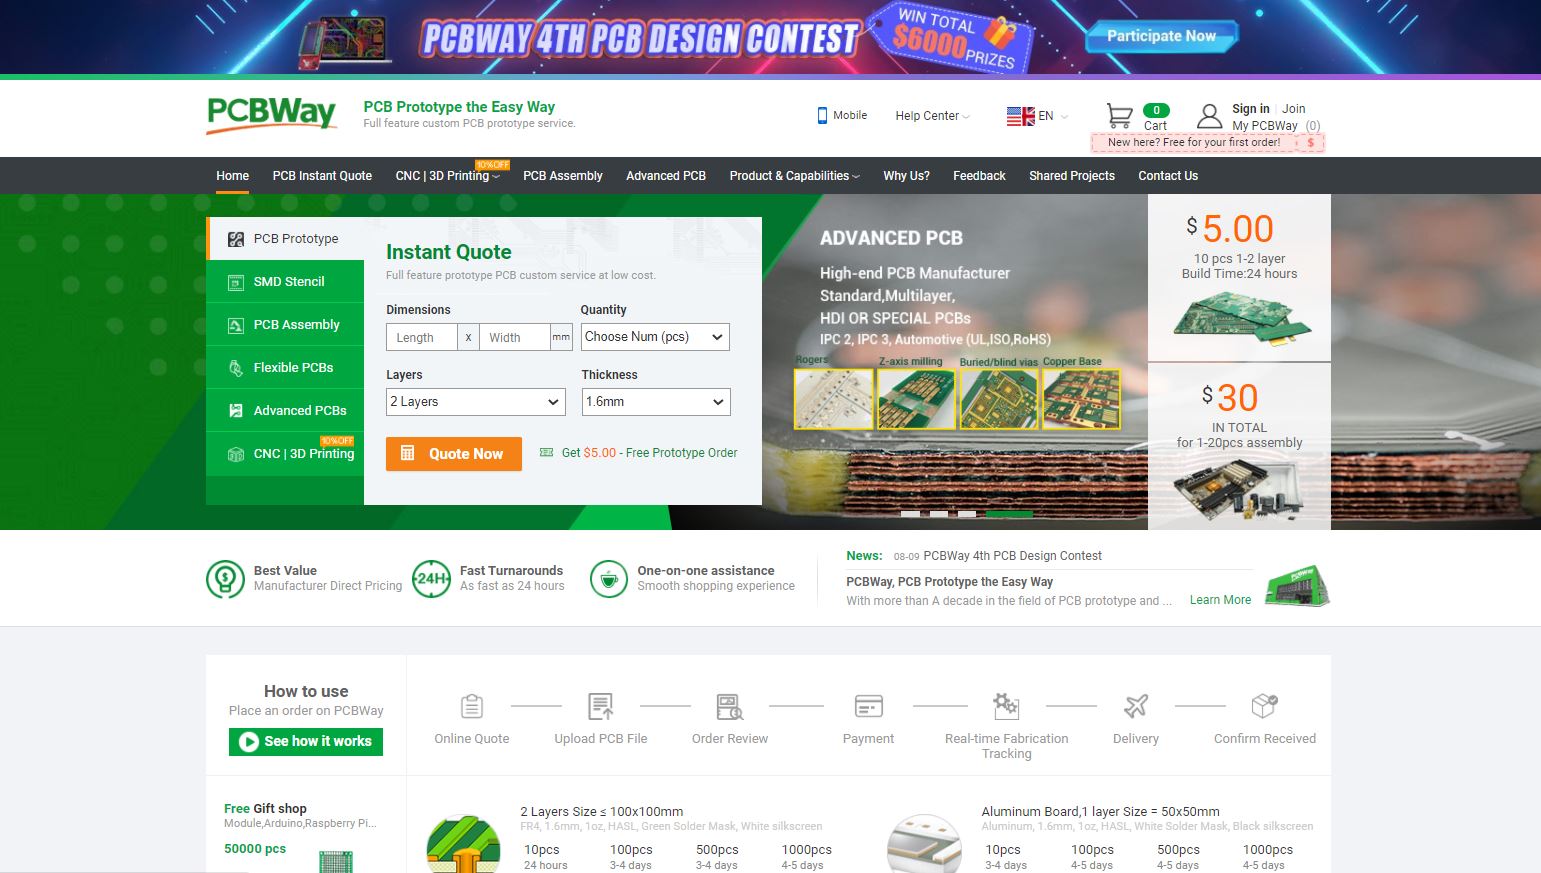 PCBWAY 4TH PCB DESIGN CONTEST
WIN TOTAL
$6000
PRIZES
Participate Now
PCBWay
PCB Prototype the Easy Way
Full feature custom PCB prototype service.
Mobile
Help Center
EN
0
Cart
Sign in
Join
My PCBWay (0)
New here? Free for your first order!
$
Home
PCB Instant Quote
CNC | 3D Printing
10%OFF
PCB Assembly
Advanced PCB
Product & Capabilities
Why Us?
Feedback
Shared Projects
Contact Us
PCB Prototype
SMD Stencil
PCB Assembly
Flexible PCBs
Advanced PCBs
10%OFF
CNC | 3D Printing
Instant Quote
Full feature prototype PCB custom service at low cost.
Dimensions
Quantity
Length
x
Width
mm
Choose Num (pcs)
Layers
Thickness
2 Layers
1.6mm
Quote Now
Get $5.00 - Free Prototype Order
ADVANCED PCB
High-end PCB Manufacturer
Standard,Multilayer,
HDI OR SPECIAL PCBs
IPC 2, IPC 3, Automotive (UL,ISO,RoHS)
Rogers
Z-axis milling
Buried/blind vias
Copper Base
$ 5.00
10 pcs 1-2 layer
Build Time:24 hours
$ 30
IN TOTAL
for 1-20pcs assembly
Best Value
Manufacturer Direct Pricing
24H
Fast Turnarounds
As fast as 24 hours
One-on-one assistance
Smooth shopping experience
News: 08-09 PCBWay 4th PCB Design Contest
PCBWay, PCB Prototype the Easy Way
With more than A decade in the field of PCB prototype and ...
Learn More
How to use
Place an order on PCBWay
See how it works
Online Quote
Upload PCB File
Order Review
Payment
Real-time Fabrication
Tracking
Delivery
Confirm Received
Free Gift shop
Module,Arduino,Raspberry Pi...
50000 pcs
2 Layers Size ≤ 100x100mm
FR4, 1.6mm, 1oz, HASL, Green Solder Mask, White silkscreen
10pcs 100pcs 500pcs 1000pcs
24 hours 3-4 days 3-4 days 4-5 days
Aluminum Board,1 layer Size = 50x50mm
Aluminum, 1.6mm, 1oz, HASL, White Solder Mask, Black silkscreen
10pcs 100pcs 500pcs 1000pcs
3-4 days 4-5 days 4-5 days 4-5 days